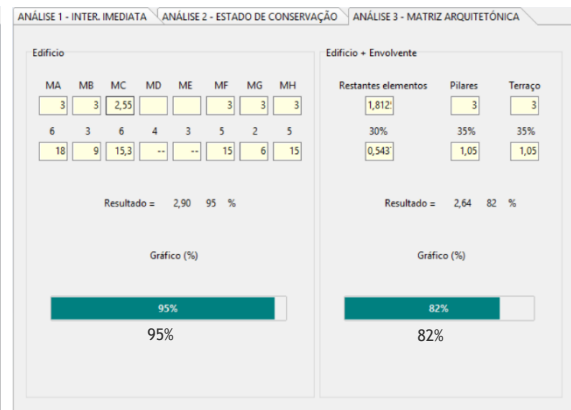 ANÁLISE 1 - INTER. IMEDIATA ANÁLISE 2 - ESTADO DE CONSERVAÇÃO ANÁLISE 3 - MATRIZ ARQUITETÓNICA
Edificio
MA MB MC MD ME MF MG MH
3 3 2,55 3 3 3
6 3 6 4 3 5 2 5
18 9 15,3 -- -- 15 6 15
Resultado = 2,90 95 %
Gráfico (%)
95%
95%
Edificio + Envolvente
Restantes elementos Pilares Terraço
1,812 3 3
30% 35% 35%
0,543 1,05 1,05
Resultado = 2,64 82 %
Gráfico (%)
82%
82%